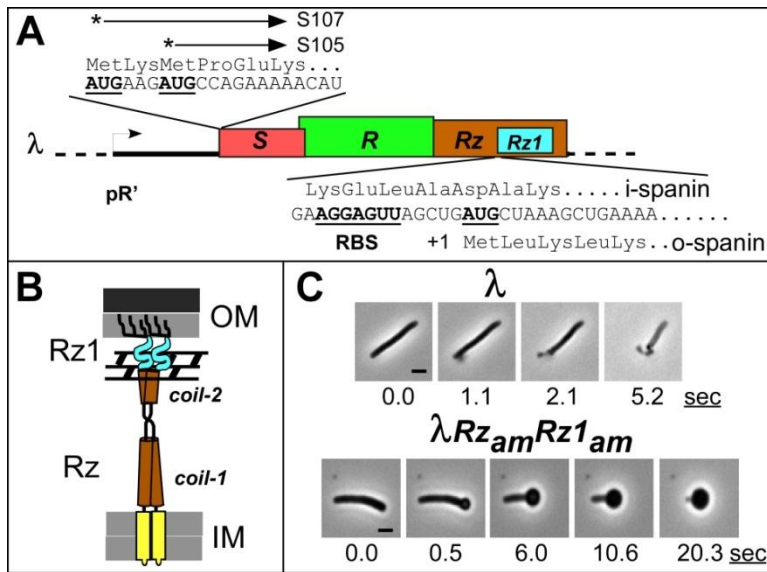 A
* S107
* S105
MetLysMetProGluLys...
AUGAAGAUGCCAGAAAAACAU
λ S R Rz Rz1
pR'
LysGluLeuAlaAspAlaLys.....i-spanin
GAAGGAGUUAGCUGAUGCUAAAGCUGAAAA......
RBS +1 MetLeuLysLeuLys..o-spanin
B
OM
Rz1
coil-2
Rz
coil-1
IM
C
λ
0.0 1.1 2.1 5.2 sec
λRzamRz1am
0.0 0.5 6.0 10.6 20.3 sec